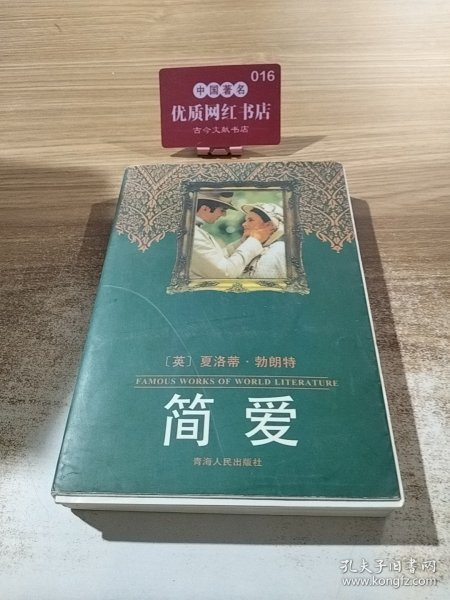 016
中国著名
优质网红书店
古今文献书店
[英] 夏洛蒂·勃朗特
FAMOUS WORKS OF WORLD LITERATURE
简爱
青海人民出版社
孔夫子旧书网
www.kongfz.com